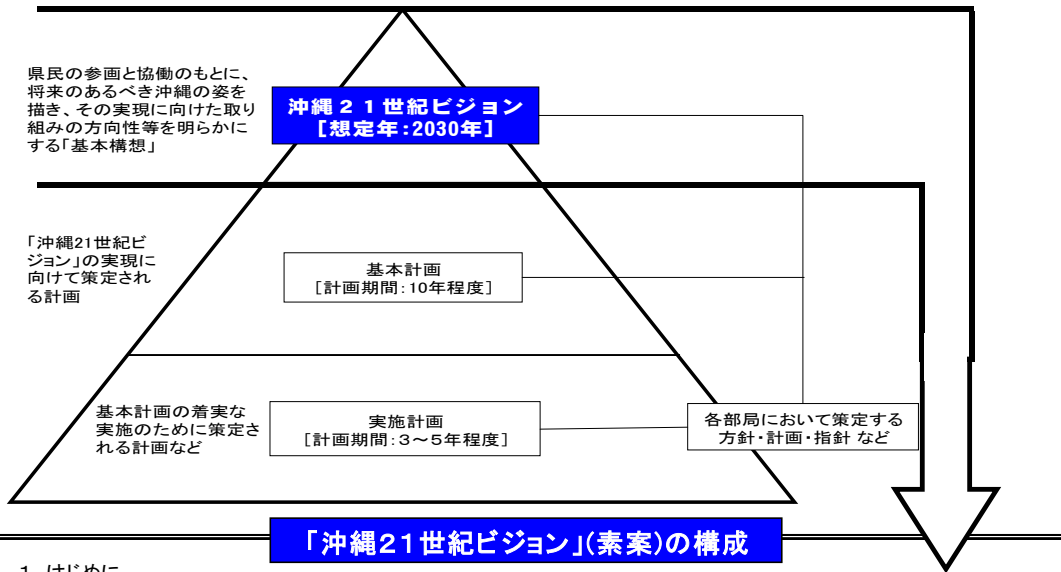 県民の参画と協働のもとに、
将来のあるべき沖縄の姿を
描き、その実現に向けた取り
組みの方向性等を明らかに
する「基本構想」
沖縄２１世紀ビジョン
［想定年：2030年］
「沖縄21世紀ビ
ジョン」の実現に
向けて策定され
る計画
基本計画
［計画期間：10年程度］
基本計画の着実な
実施のために策定さ
れる計画など
実施計画
［計画期間：３～５年程度］
各部局において策定する
方針・計画・指針 など
「沖縄２１世紀ビジョン」（素案）の構成
１ はじめに